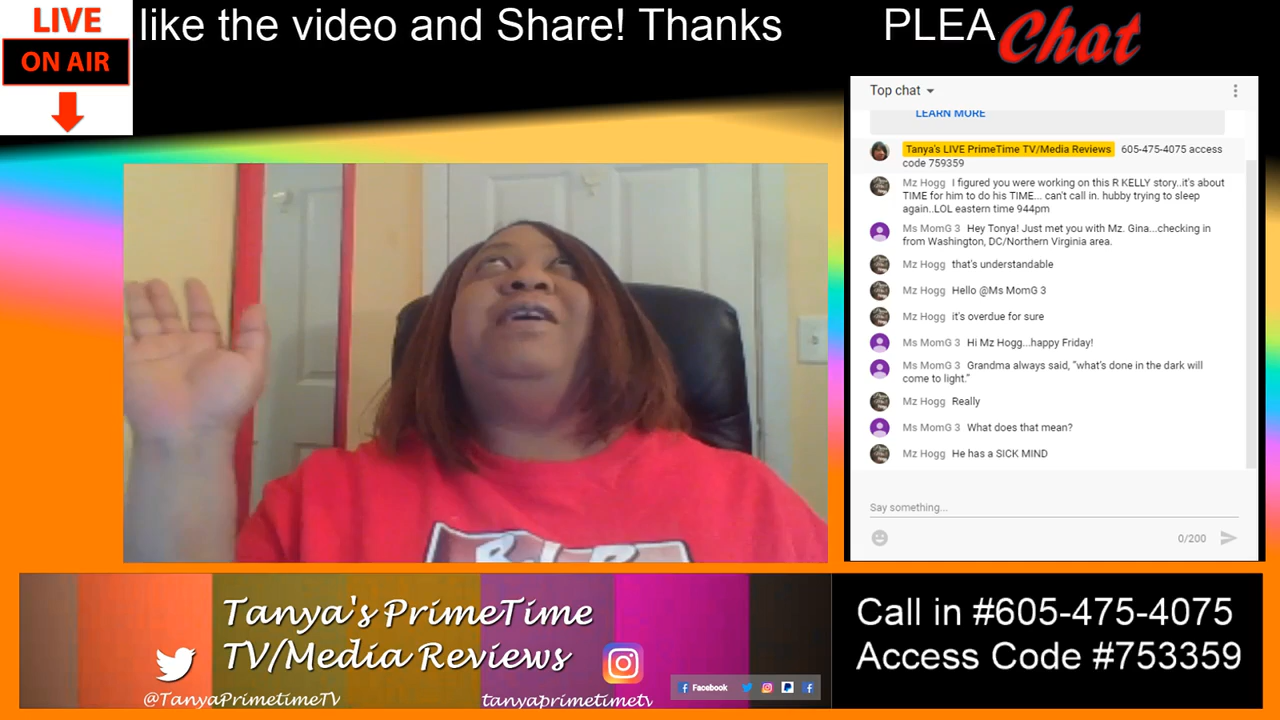 LIVE
ON AIR
like the video and Share! Thanks
PLEA
Chat
Top chat
LEARN MORE
Tanya's LIVE PrimeTime TV/Media Reviews 605-475-4075 access
code 759359
Mz Hogg I figured you were working on this R KELLY story..it's about
TIME for him to do his TIME... can't call in. hubby trying to sleep
again..LOL eastern time 944pm
Ms MomG 3 Hey Tonya! Just met you with Mz. Gina...checking in
from Washington, DC/Northern Virginia area.
Mz Hogg that's understandable
Mz Hogg Hello @Ms MomG 3
Mz Hogg it's overdue for sure
Ms MomG 3 Hi Mz Hogg...happy Friday!
Ms MomG 3 Grandma always said, “what's done in the dark will
come to light.”
Mz Hogg Really
Ms MomG 3 What does that mean?
Mz Hogg He has a SICK MIND
Say something...
0/200
Tanya's PrimeTime
TV/Media Reviews
@TanyaPrimetimeTV
tanyaprimetimetv
Facebook
Call in #605-475-4075
Access Code #753359